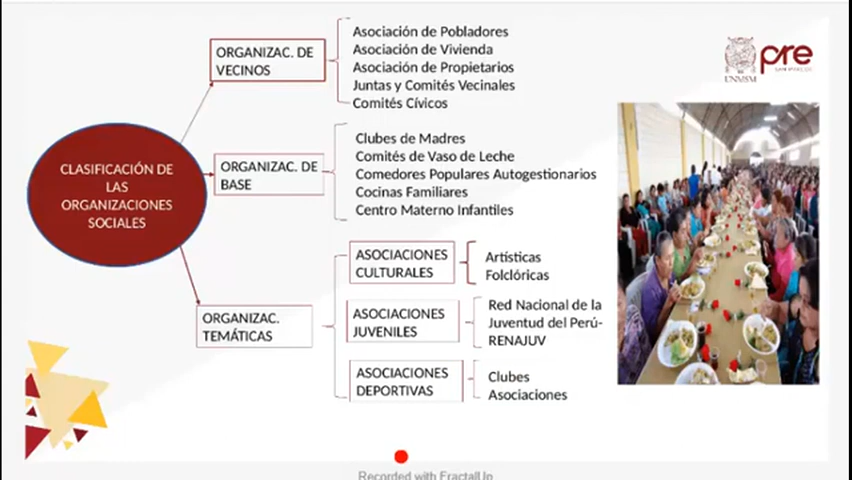 CLASIFICACIÓN DE
LAS
ORGANIZACIONES
SOCIALES
ORGANIZAC. DE
VECINOS
Asociación de Pobladores
Asociación de Vivienda
Asociación de Propietarios
Juntas y Comités Vecinales
Comités Cívicos
ORGANIZAC. DE
BASE
Clubes de Madres
Comités de Vaso de Leche
Comedores Populares Autogestionarios
Cocinas Familiares
Centro Materno Infantiles
ORGANIZAC.
TEMÁTICAS
ASOCIACIONES
CULTURALES
Artísticas
Folclóricas
ASOCIACIONES
JUVENILES
Red Nacional de la
Juventud del Perú-
RENAJUV
ASOCIACIONES
DEPORTIVAS
Clubes
Asociaciones
UNMSM
pre
SAN MARCOS
Recorded with FractalUp